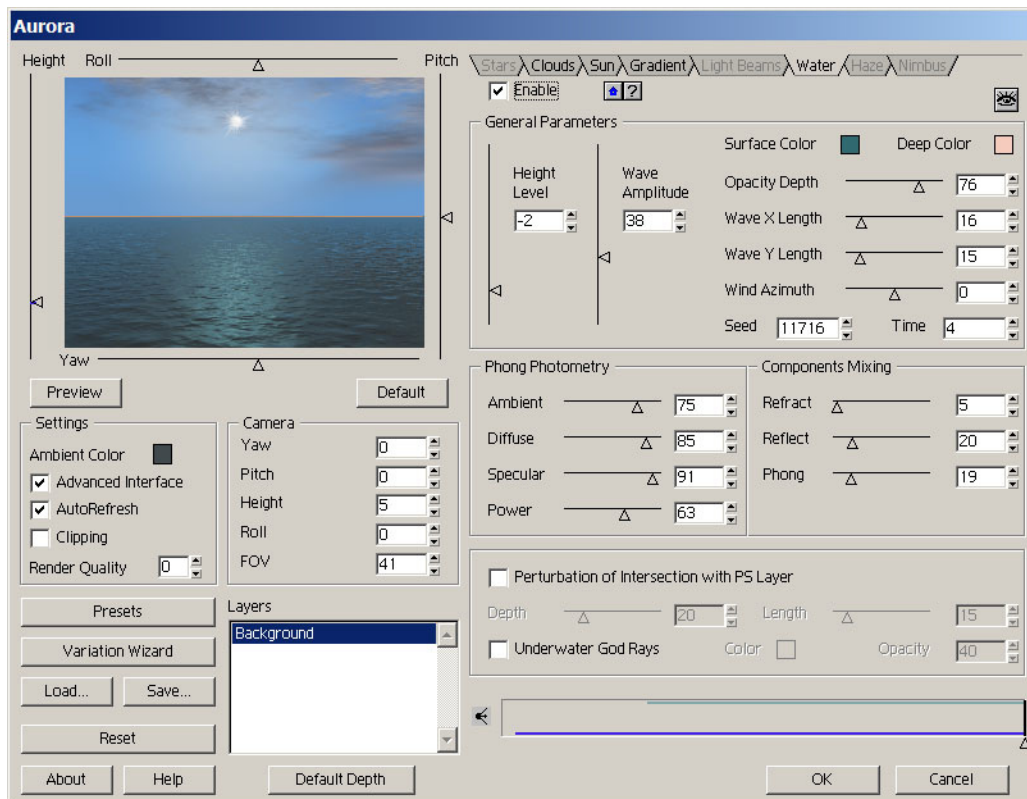 Aurora
Height Roll Pitch
Stars Clouds Sun Gradient Light Beams Water Haze Nimbus
Enable ?
General Parameters
Surface Color Deep Color
Height Level
Wave Amplitude
-2 38
Opacity Depth 76
Wave X Length 16
Wave Y Length 15
Wind Azimuth 0
Seed 11716 Time 4
Yaw
Preview Default
Settings
Ambient Color
Advanced Interface
AutoRefresh
Clipping
Render Quality 0
Camera
Yaw 0
Pitch 0
Height 5
Roll 0
FOV 41
Phong Photometry
Ambient 75
Diffuse 85
Specular 91
Power 63
Components Mixing
Refract 5
Reflect 20
Phong 19
Perturbation of Intersection with PS Layer
Depth 20 Length 15
Underwater God Rays Color Opacity 40
Presets
Variation Wizard
Load... Save...
Reset
About Help
Layers
Background
Default Depth
OK Cancel